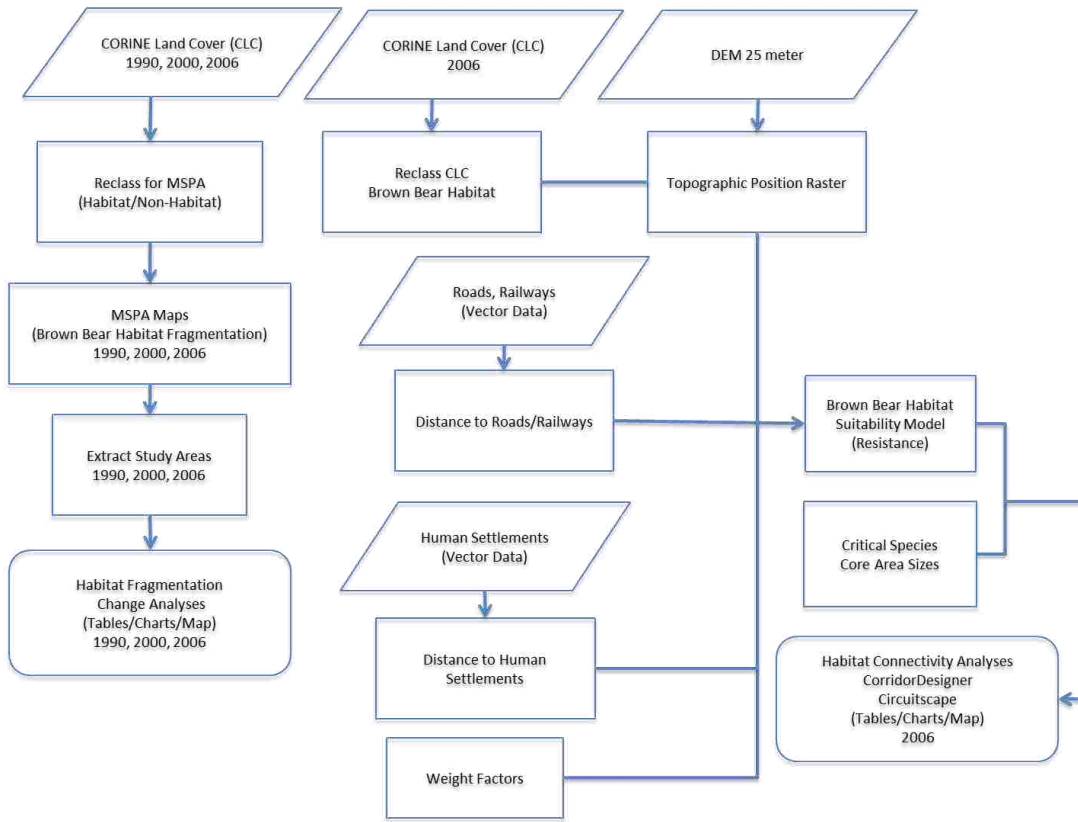 CORINE Land Cover (CLC)
1990, 2000, 2006
CORINE Land Cover (CLC)
2006
DEM 25 meter
Reclass for MSPA
(Habitat/Non-Habitat)
Reclass CLC
Brown Bear Habitat
Topographic Position Raster
MSPA Maps
(Brown Bear Habitat Fragmentation)
1990, 2000, 2006
Roads, Railways
(Vector Data)
Extract Study Areas
1990, 2000, 2006
Distance to Roads/Railways
Brown Bear Habitat
Suitability Model
(Resistance)
Human Settlements
(Vector Data)
Critical Species
Core Area Sizes
Habitat Fragmentation
Change Analyses
(Tables/Charts/Map)
1990, 2000, 2006
Distance to Human
Settlements
Habitat Connectivity Analyses
CorridorDesigner
Circuitscape
(Tables/Charts/Map)
2006
Weight Factors